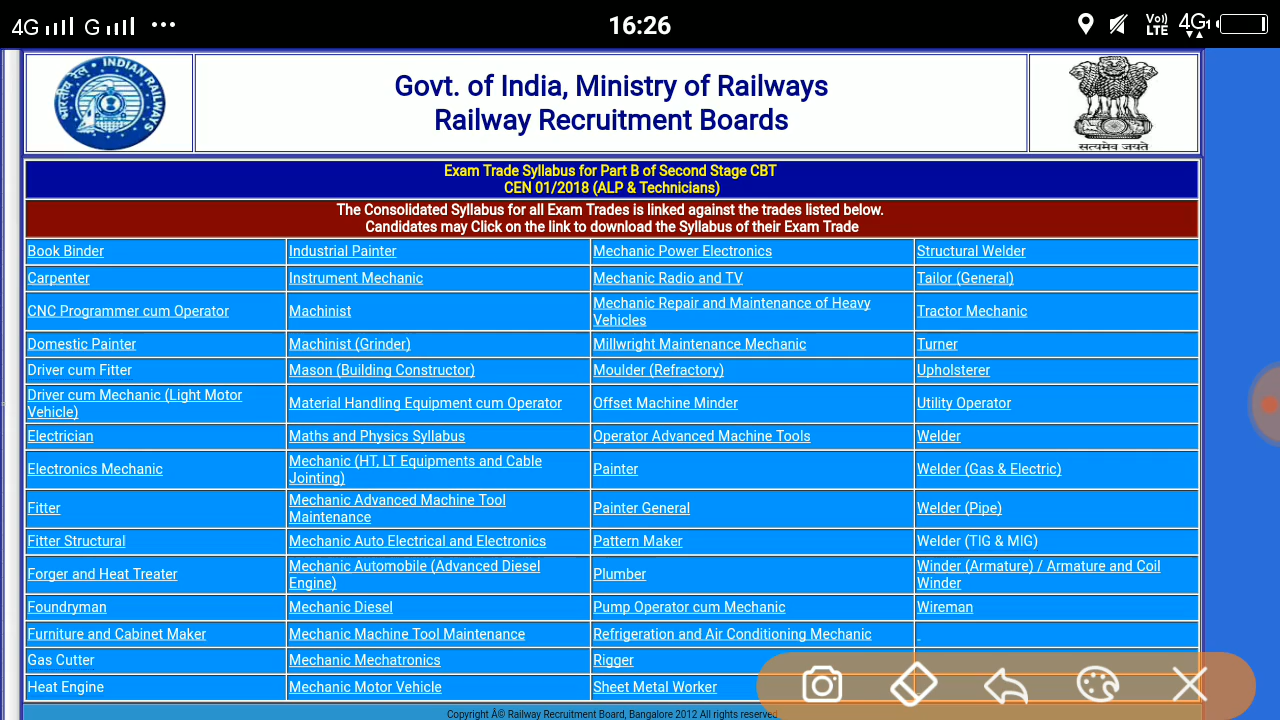 4G G ... 16:26 Vo)) LTE 4G
INDIAN RAILWAYS
भारतीय रेल
Govt. of India, Ministry of Railways
Railway Recruitment Boards
सत्यमेव जयते
Exam Trade Syllabus for Part B of Second Stage CBT
CEN 01/2018 (ALP & Technicians)
The Consolidated Syllabus for all Exam Trades is linked against the trades listed below.
Candidates may Click on the link to download the Syllabus of their Exam Trade
Book Binder Industrial Painter Mechanic Power Electronics Structural Welder
Carpenter Instrument Mechanic Mechanic Radio and TV Tailor (General)
CNC Programmer cum Operator Machinist Mechanic Repair and Maintenance of Heavy Vehicles Tractor Mechanic
Domestic Painter Machinist (Grinder) Millwright Maintenance Mechanic Turner
Driver cum Fitter Mason (Building Constructor) Moulder (Refractory) Upholsterer
Driver cum Mechanic (Light Motor Vehicle) Material Handling Equipment cum Operator Offset Machine Minder Utility Operator
Electrician Maths and Physics Syllabus Operator Advanced Machine Tools Welder
Electronics Mechanic Mechanic (HT, LT Equipments and Cable Jointing) Painter Welder (Gas & Electric)
Fitter Mechanic Advanced Machine Tool Maintenance Painter General Welder (Pipe)
Fitter Structural Mechanic Auto Electrical and Electronics Pattern Maker Welder (TIG & MIG)
Forger and Heat Treater Mechanic Automobile (Advanced Diesel Engine) Plumber Winder (Armature) / Armature and Coil Winder
Foundryman Mechanic Diesel Pump Operator cum Mechanic Wireman
Furniture and Cabinet Maker Mechanic Machine Tool Maintenance Refrigeration and Air Conditioning Mechanic
Gas Cutter Mechanic Mechatronics Rigger
Heat Engine Mechanic Motor Vehicle Sheet Metal Worker
Copyright Â© Railway Recruitment Board, Bangalore 2012 All rights reserved